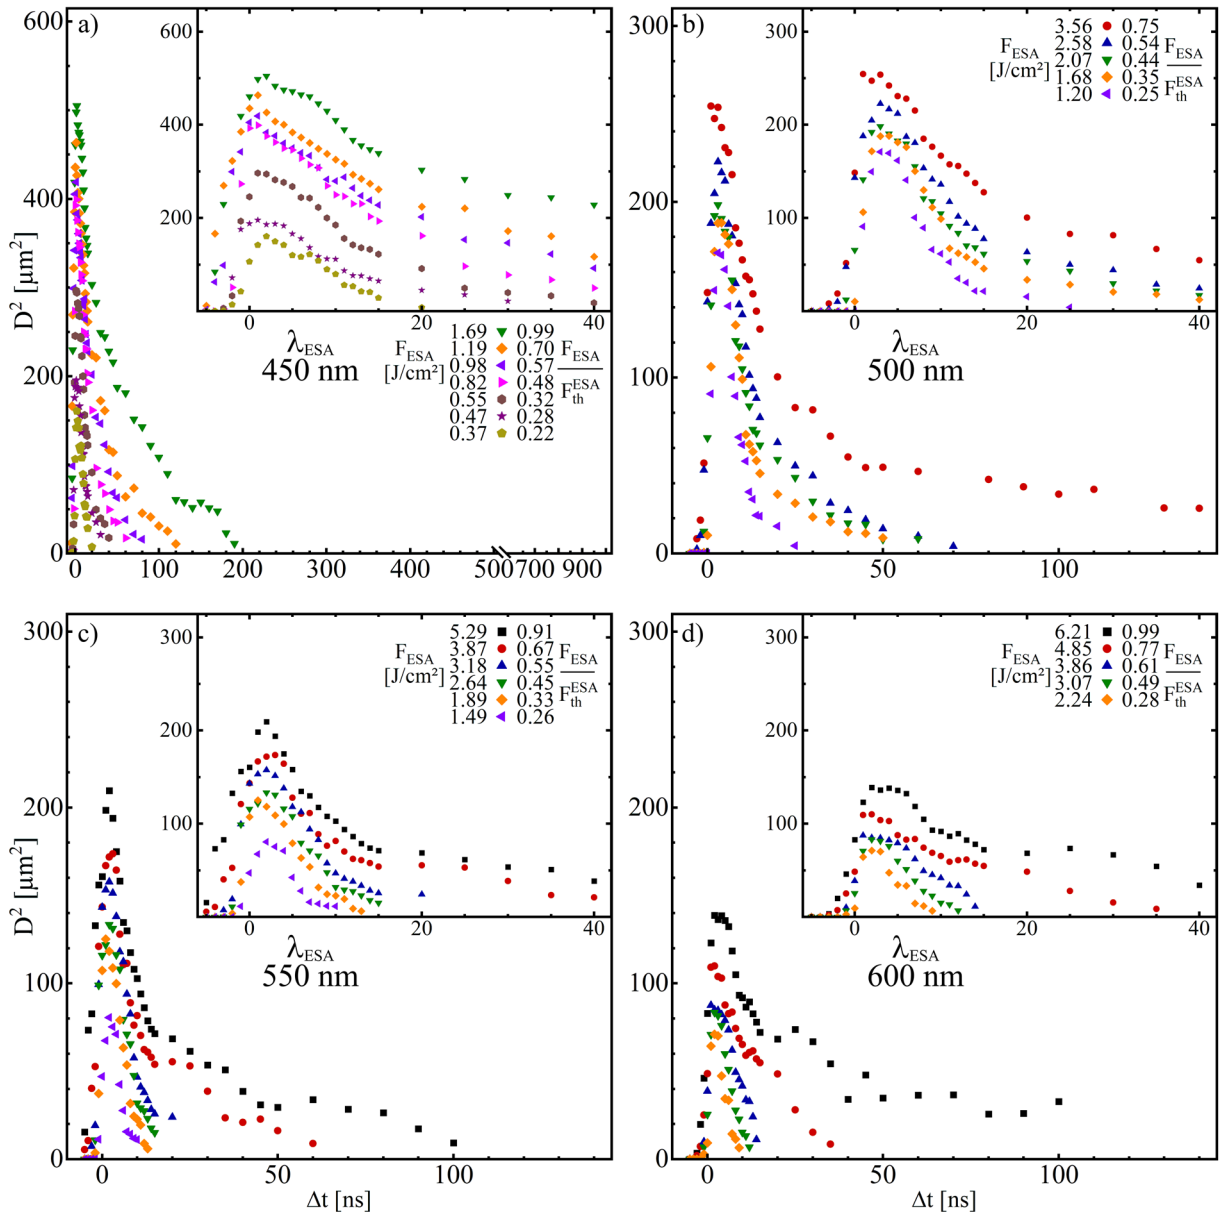 a)
600
400
200
0
D² [µm²]
0 100 200 300 400 500 700 900
600
400
200
0 20 40
λESA
450 nm
FESA
[J/cm²]
FESA
FthESA
1.69 0.99
1.19 0.70
0.98 0.57
0.82 0.48
0.55 0.32
0.47 0.28
0.37 0.22
b)
300
200
100
0
0 50 100
300
200
100
0 20 40
λESA
500 nm
FESA
[J/cm²]
FESA
FthESA
3.56 0.75
2.58 0.54
2.07 0.44
1.68 0.35
1.20 0.25
c)
300
200
100
0
D² [µm²]
0 50 100
Δt [ns]
300
200
100
0 20 40
λESA
550 nm
FESA
[J/cm²]
FESA
FthESA
5.29 0.91
3.87 0.67
3.18 0.55
2.64 0.45
1.89 0.33
1.49 0.26
d)
300
200
100
0
0 50 100
Δt [ns]
300
200
100
0 20 40
λESA
600 nm
FESA
[J/cm²]
FESA
FthESA
6.21 0.99
4.85 0.77
3.86 0.61
3.07 0.49
2.24 0.28